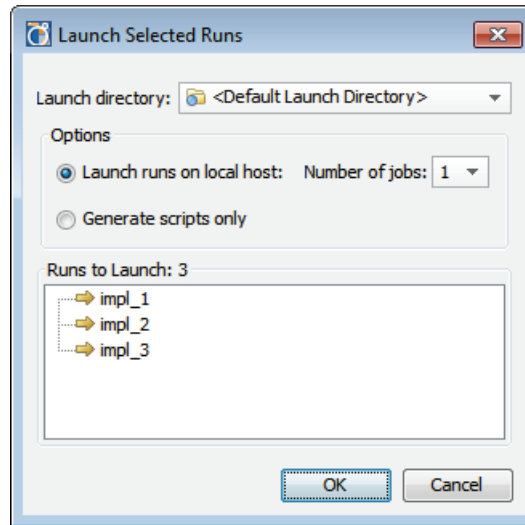 Launch Selected Runs
Launch directory: <Default Launch Directory>
Options
Launch runs on local host: Number of jobs: 1
Generate scripts only
Runs to Launch: 3
impl_1
impl_2
impl_3
OK Cancel